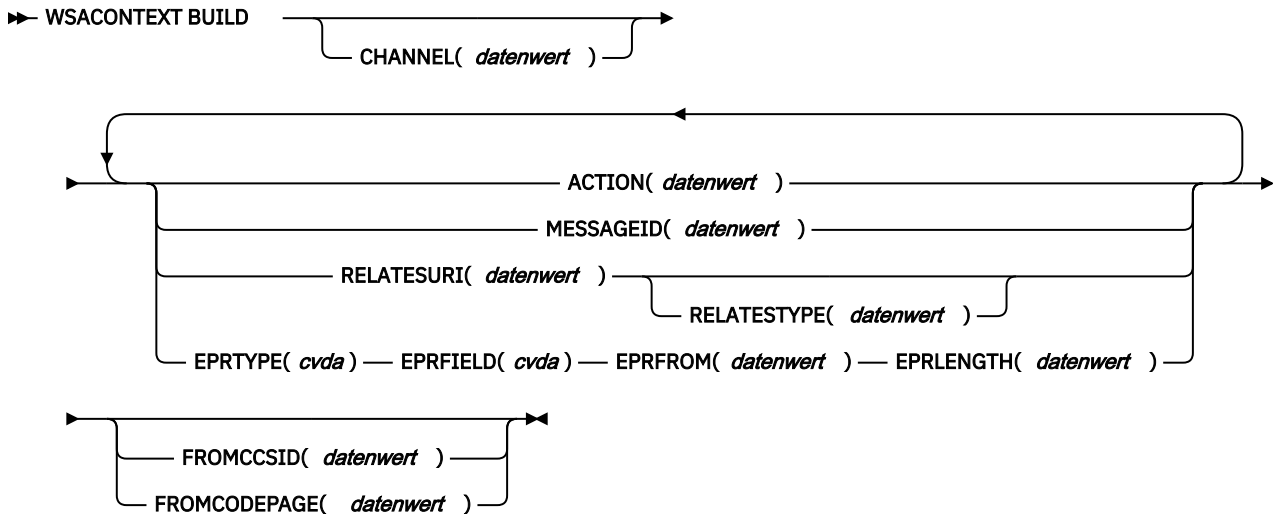 WSACONTEXT BUILD
CHANNEL( datenwert )
ACTION( datenwert )
MESSAGEID( datenwert )
RELATESURI( datenwert )
RELATESTYPE( datenwert )
EPRTYPE( cvda ) EPRFIELD( cvda ) EPRFROM( datenwert ) EPRLENGTH( datenwert )
FROMCCSID( datenwert )
FROMCODEPAGE( datenwert )